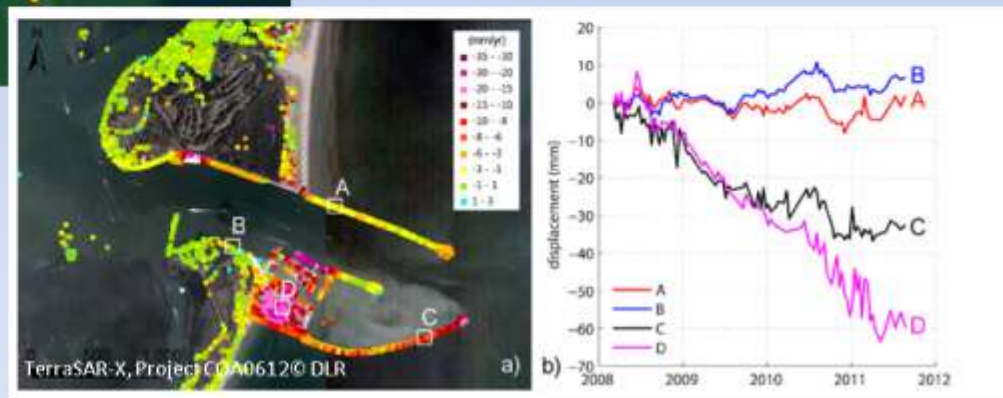 N
(mm/yr)
-35 - -30
-30 - -20
-20 - -15
-15 - -10
-10 - -8
-8 - -6
-6 - -3
-3 - -1
-1 - 1
1 - 3
A
B
D
C
TerraSAR-X, Project COA0612© DLR
a)
20
10
0
-10
-20
-30
-40
-50
-60
-70
displacement (mm)
B
A
C
D
A
B
C
D
2008
2009
2010
2011
2012
b)